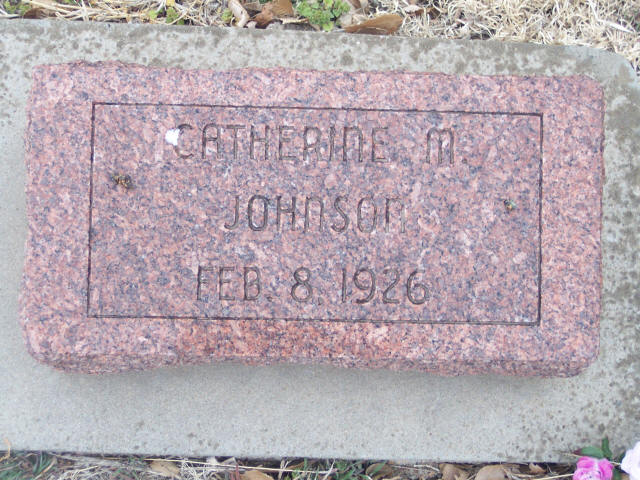 CATHERINE M.
JOHNSON
FEB. 8, 1926